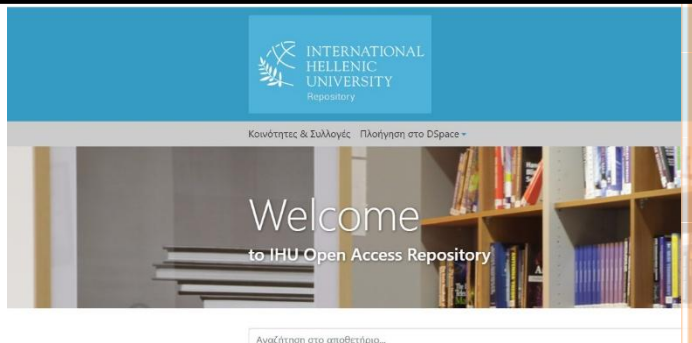 INTERNATIONAL
HELLENIC
UNIVERSITY
Repository
Κοινότητες & Συλλογές Πλοήγηση στο DSpace
Welcome
to IHU Open Access Repository
Αναζήτηση στο αποθετήριο...